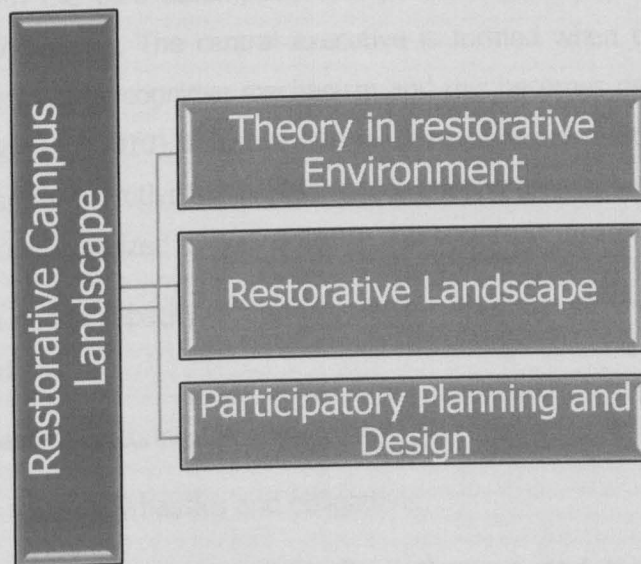 Restorative Campus
Landscape
Theory in restorative
Environment
Restorative Landscape
Participatory Planning and
Design